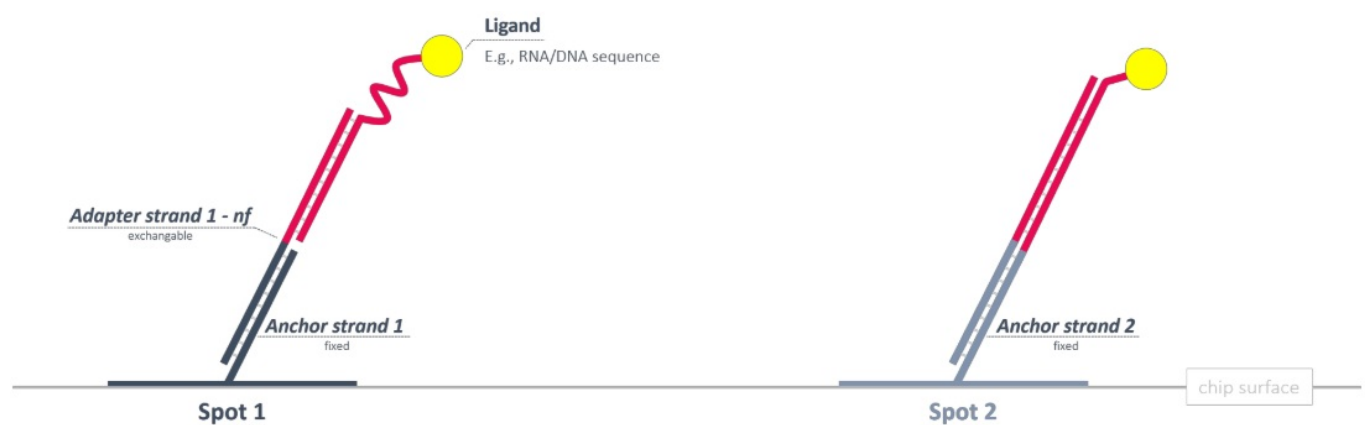 Ligand
E.g., RNA/DNA sequence
Adapter strand 1 - nf
exchangable
Anchor strand 1
fixed
Anchor strand 2
fixed
chip surface
Spot 1
Spot 2